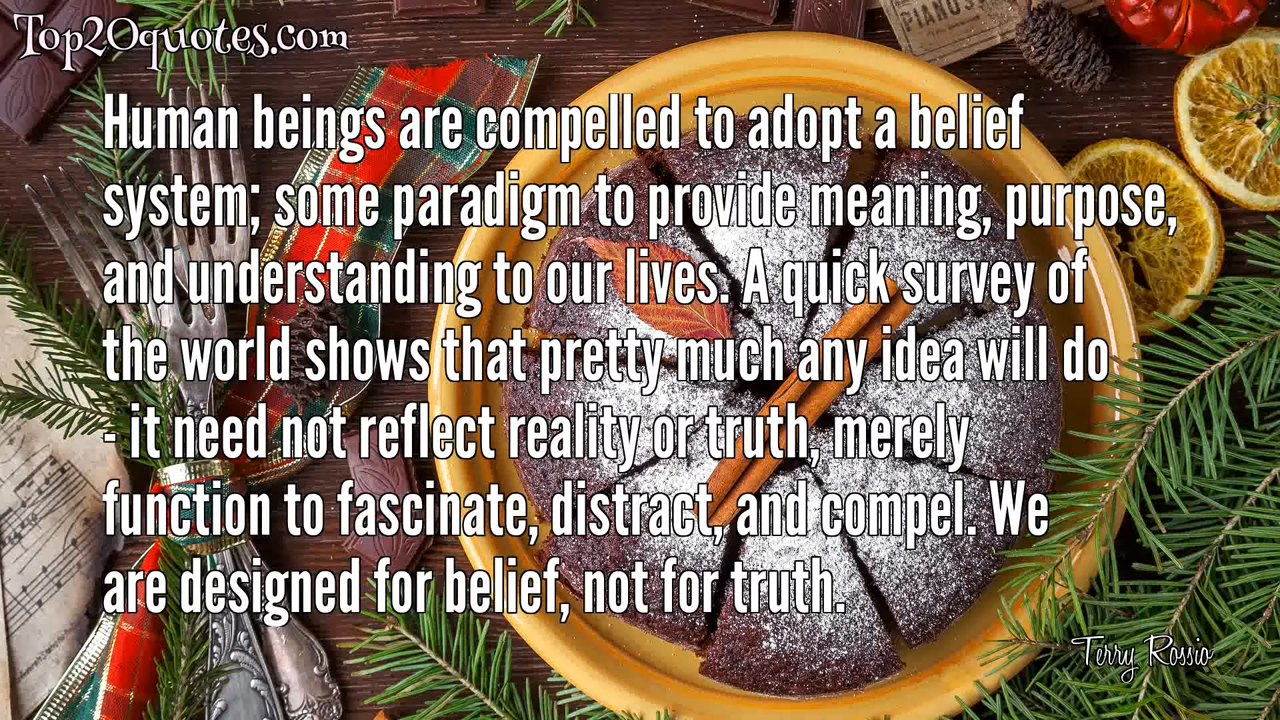 Top20quotes.com
PIANO S
Human beings are compelled to adopt a belief
system; some paradigm to provide meaning, purpose,
and understanding to our lives. A quick survey of
the world shows that pretty much any idea will do
- it need not reflect reality or truth, merely
function to fascinate, distract, and compel. We
are designed for belief, not for truth.
Terry Rossio